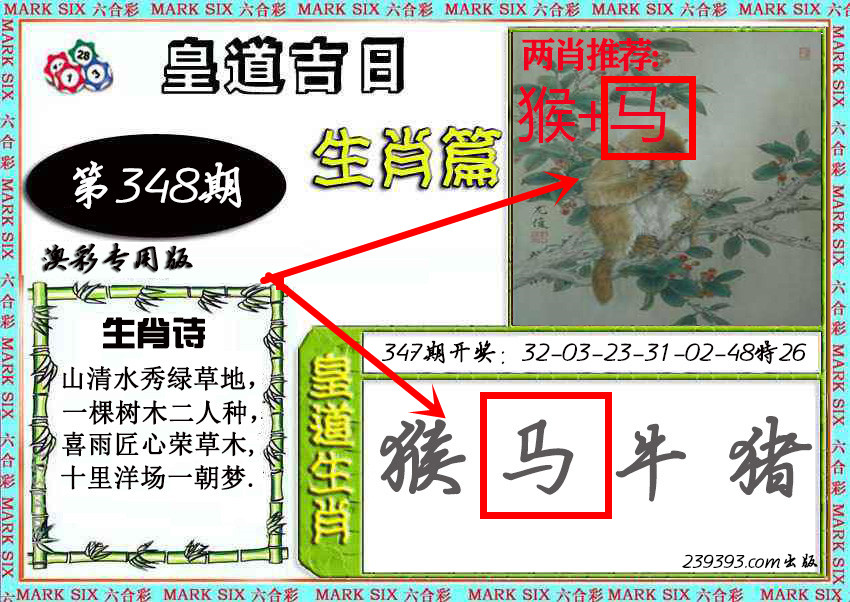 MARK SIX 六合彩 MARK SIX 六合彩 MARK SIX 六合彩 MARK SIX 六合彩 MARK SIX 六合彩 MARK SIX
皇道吉日
28
1
3
第348期
生肖篇
澳彩专用版
两肖推荐:
猴+马
生肖诗
山清水秀绿草地，
一棵树木二人种，
喜雨匠心荣草木,
十里洋场一朝梦.
347期开奖：32-03-23-31-02-48特26
皇道生肖
猴 马 牛 猪
239393.com出版
MARK SIX 六合彩 MARK SIX 六合彩 MARK SIX 六合彩 MARK SIX 六合彩 MARK SIX 六合彩 MARK SIX